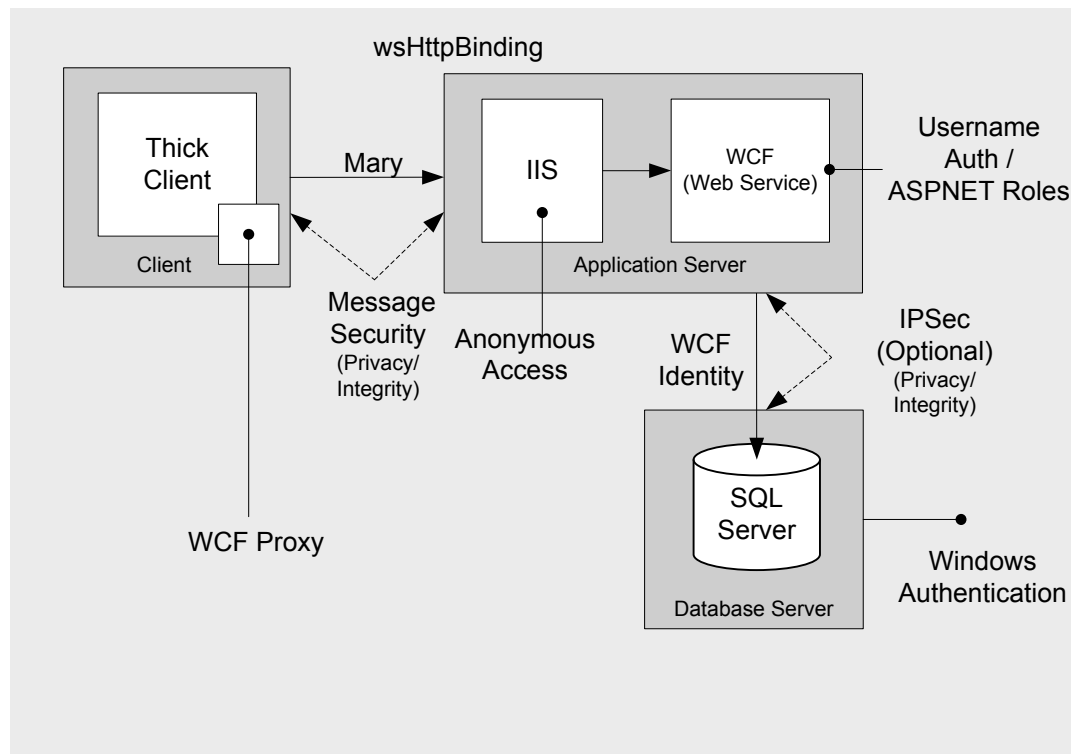 wsHttpBinding
Thick
Client
Client
Mary
IIS
WCF
(Web Service)
Application Server
Username
Auth /
ASPNET Roles
Message
Security
(Privacy/
Integrity)
Anonymous
Access
WCF
Identity
IPSec
(Optional)
(Privacy/
Integrity)
WCF Proxy
SQL
Server
Database Server
Windows
Authentication